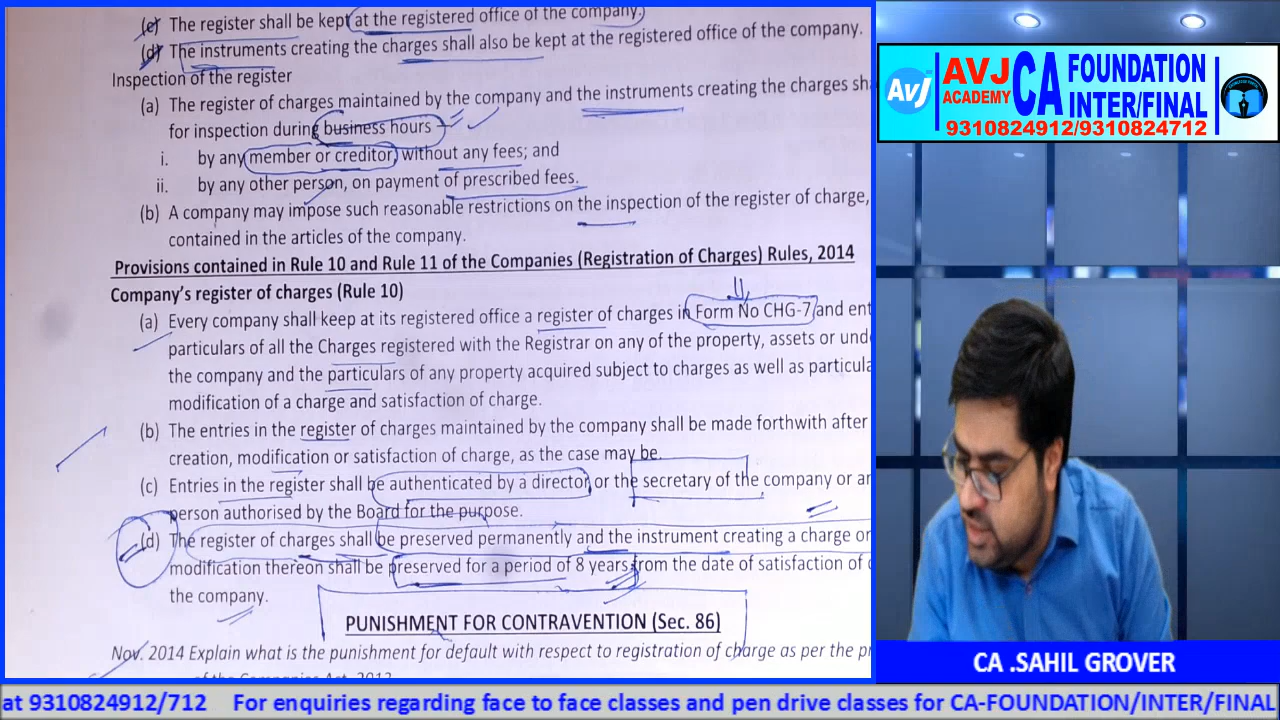 (c) The register shall be kept at the registered office of the company.
(d) The instruments creating the charges shall also be kept at the registered office of the company.
Inspection of the register
(a) The register of charges maintained by the company and the instruments creating the charges sha
for inspection during business hours
i. by any member or creditor without any fees; and
ii. by any other person, on payment of prescribed fees.
(b) A company may impose such reasonable restrictions on the inspection of the register of charge,
contained in the articles of the company.
Provisions contained in Rule 10 and Rule 11 of the Companies (Registration of Charges) Rules, 2014
Company's register of charges (Rule 10)
(a) Every company shall keep at its registered office a register of charges in Form No CHG-7 and ent
particulars of all the Charges registered with the Registrar on any of the property, assets or unde
the company and the particulars of any property acquired subject to charges as well as particula
modification of a charge and satisfaction of charge.
(b) The entries in the register of charges maintained by the company shall be made forthwith after
creation, modification or satisfaction of charge, as the case may be.
(c) Entries in the register shall be authenticated by a director or the secretary of the company or an
person authorised by the Board for the purpose.
(d) The register of charges shall be preserved permanently and the instrument creating a charge or
modification thereon shall be preserved for a period of 8 years from the date of satisfaction of c
the company.
PUNISHMENT FOR CONTRAVENTION (Sec. 86)
Nov. 2014 Explain what is the punishment for default with respect to registration of charge as per the pr
AVJ
AVJ ACADEMY CA FOUNDATION INTER/FINAL
9310824912/9310824712
CA .SAHIL GROVER
at 9310824912/712 For enquiries regarding face to face classes and pen drive classes for CA-FOUNDATION/INTER/FINAL